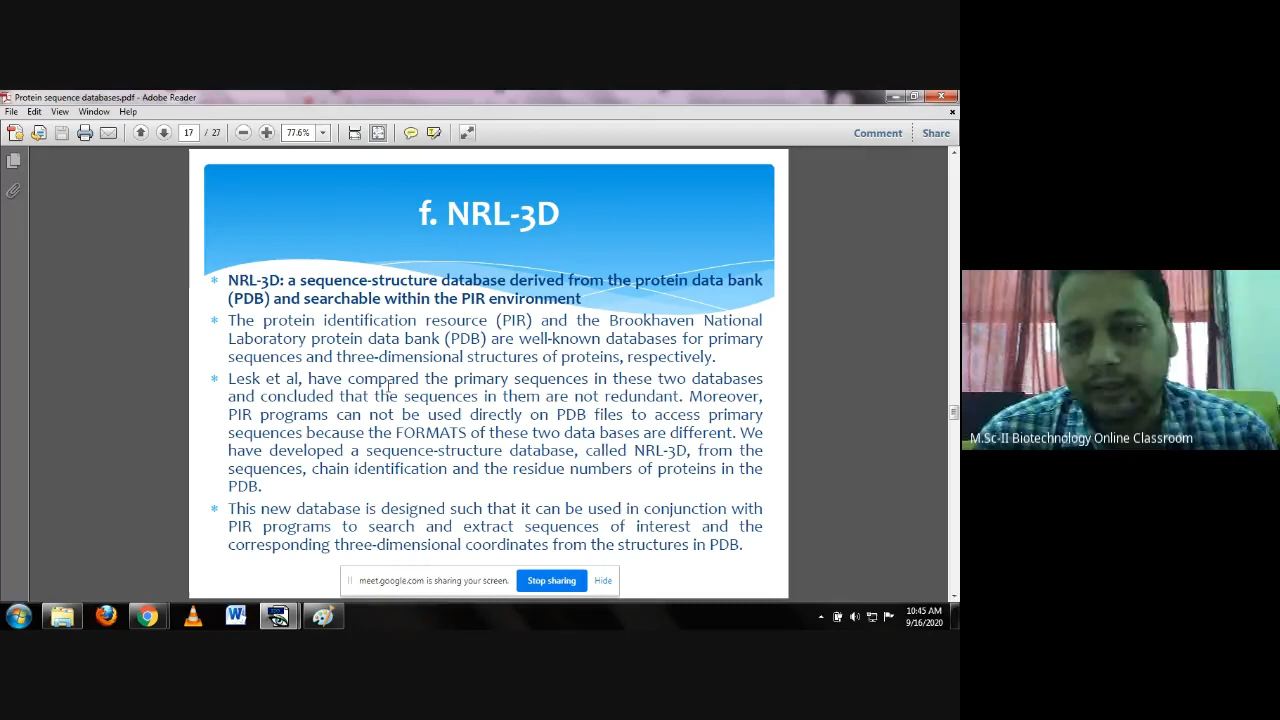 Protein sequence databases.pdf - Adobe Reader
File Edit View Window Help
17 / 27 77.6% Comment Share
f. NRL-3D
* NRL-3D: a sequence-structure database derived from the protein data bank
(PDB) and searchable within the PIR environment
* The protein identification resource (PIR) and the Brookhaven National
Laboratory protein data bank (PDB) are well-known databases for primary
sequences and three-dimensional structures of proteins, respectively.
* Lesk et al, have compared the primary sequences in these two databases
and concluded that the sequences in them are not redundant. Moreover,
PIR programs can not be used directly on PDB files to access primary
sequences because the FORMATS of these two data bases are different. We
have developed a sequence-structure database, called NRL-3D, from the
sequences, chain identification and the residue numbers of proteins in the
PDB.
* This new database is designed such that it can be used in conjunction with
PIR programs to search and extract sequences of interest and the
corresponding three-dimensional coordinates from the structures in PDB.
meet.google.com is sharing your screen. Stop sharing Hide
10:45 AM
9/16/2020
M.Sc-II Biotechnology Online Classroom